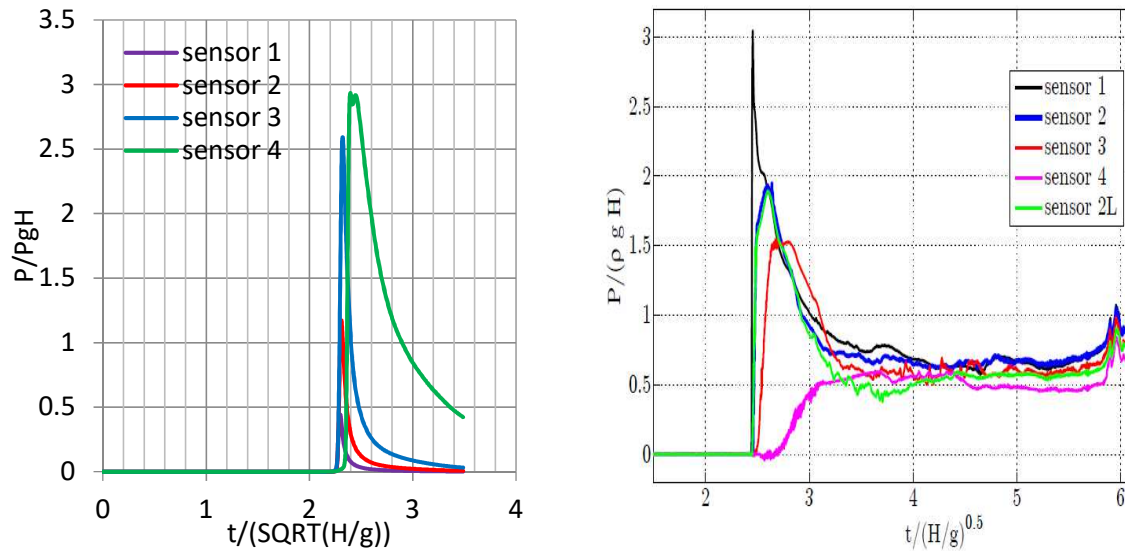 3.5
3
2.5
2
1.5
1
0.5
0
0 1 2 3 4
P/PgH
t/(SQRT(H/g))
sensor 1
sensor 2
sensor 3
sensor 4
3
2.5
2
1.5
1
0.5
0
2 3 4 5 6
P/(ρ g H)
t/(H/g)^0.5
sensor 1
sensor 2
sensor 3
sensor 4
sensor 2L